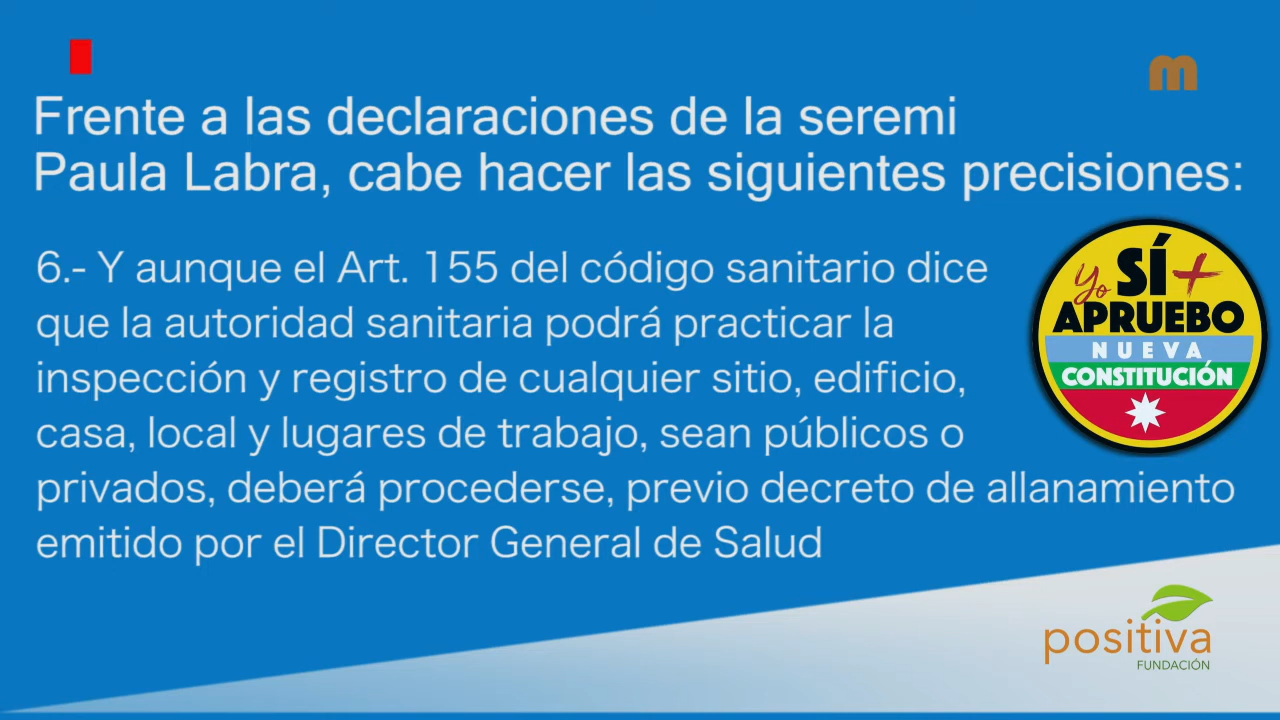 m
Frente a las declaraciones de la seremi
Paula Labra, cabe hacer las siguientes precisiones:
6.- Y aunque el Art. 155 del código sanitario dice
que la autoridad sanitaria podrá practicar la
inspección y registro de cualquier sitio, edificio,
casa, local y lugares de trabajo, sean públicos o
privados, deberá procederse, previo decreto de allanamiento
emitido por el Director General de Salud
Yo SÍ +
APRUEBO
NUEVA
CONSTITUCIÓN
positiva
FUNDACIÓN